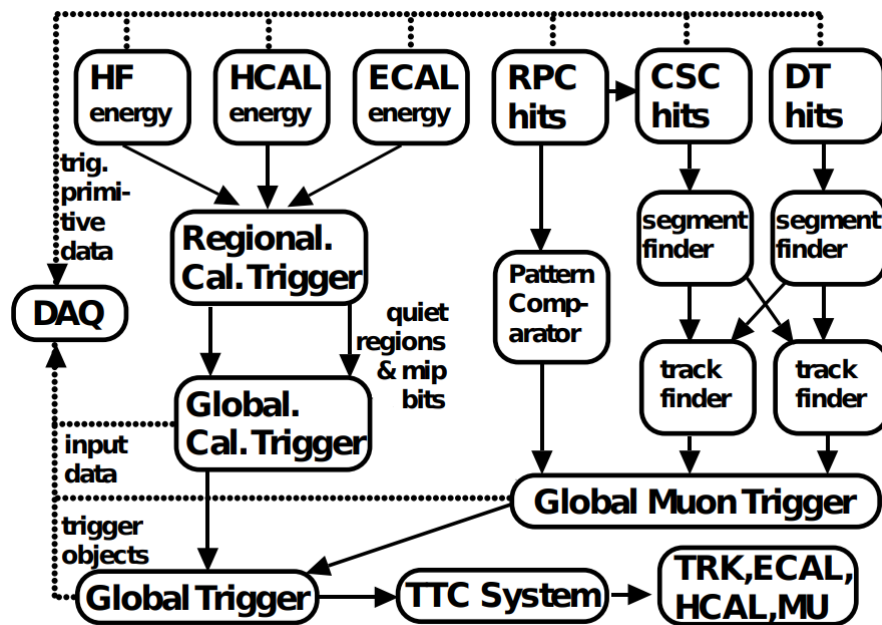 HF
energy
HCAL
energy
ECAL
energy
RPC
hits
CSC
hits
DT
hits
trig.
primi-
tive
data
Regional.
Cal. Trigger
segment
finder
segment
finder
Pattern
Comp-
arator
DAQ
quiet
regions
& mip
bits
track
finder
track
finder
Global.
Cal. Trigger
input
data
Global Muon Trigger
trigger
objects
Global Trigger
TTC System
TRK,ECAL,
HCAL,MU